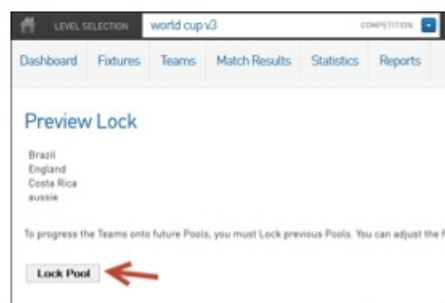 LEVEL SELECTION world cup v3 COMPETITION
Dashboard Fixtures Teams Match Results Statistics Reports
Preview Lock
Brazil
England
Costa Rica
aussie
To progress the Teams onto future Pools, you must Lock previous Pools. You can adjust the f
Lock Pool